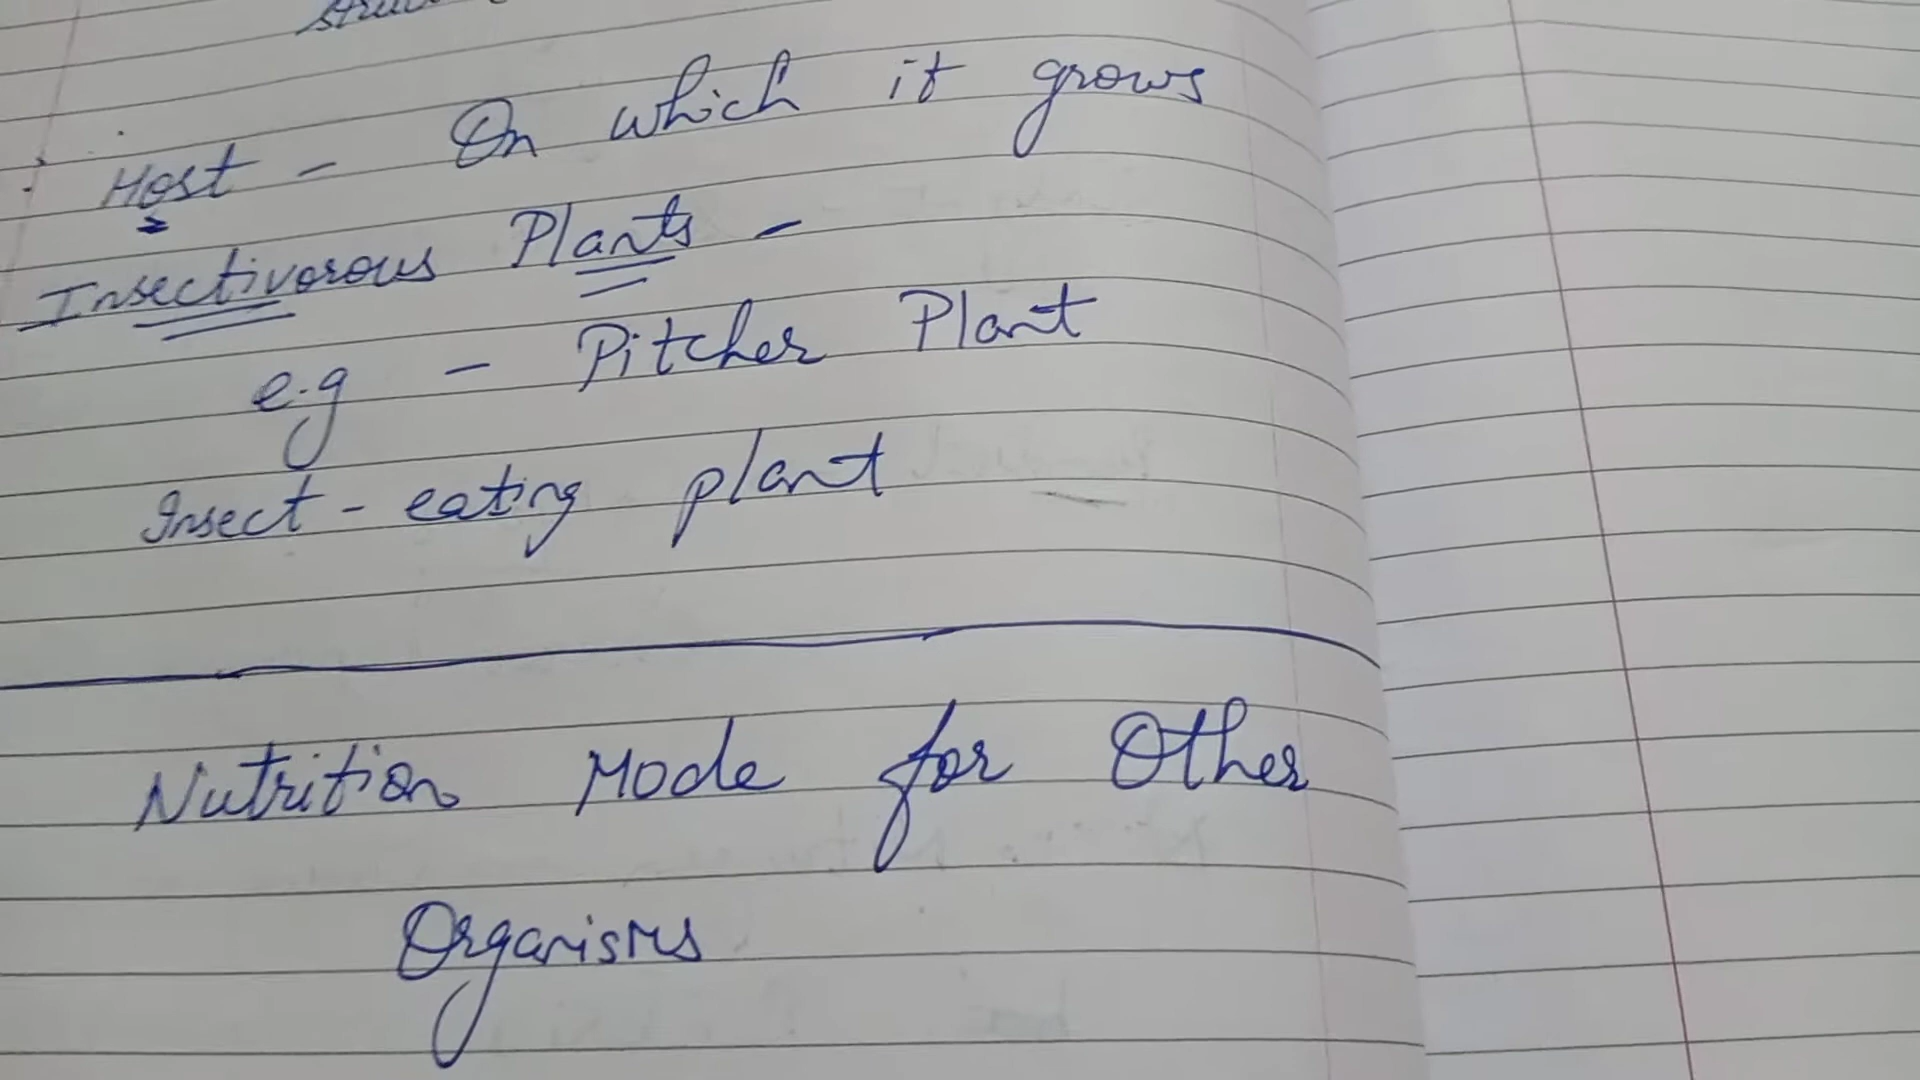 Host - On which it grows
Insectivorous Plants -
e.g - Pitcher Plant
Insect-eating plant
Nutrition Mode for Other
Organisms